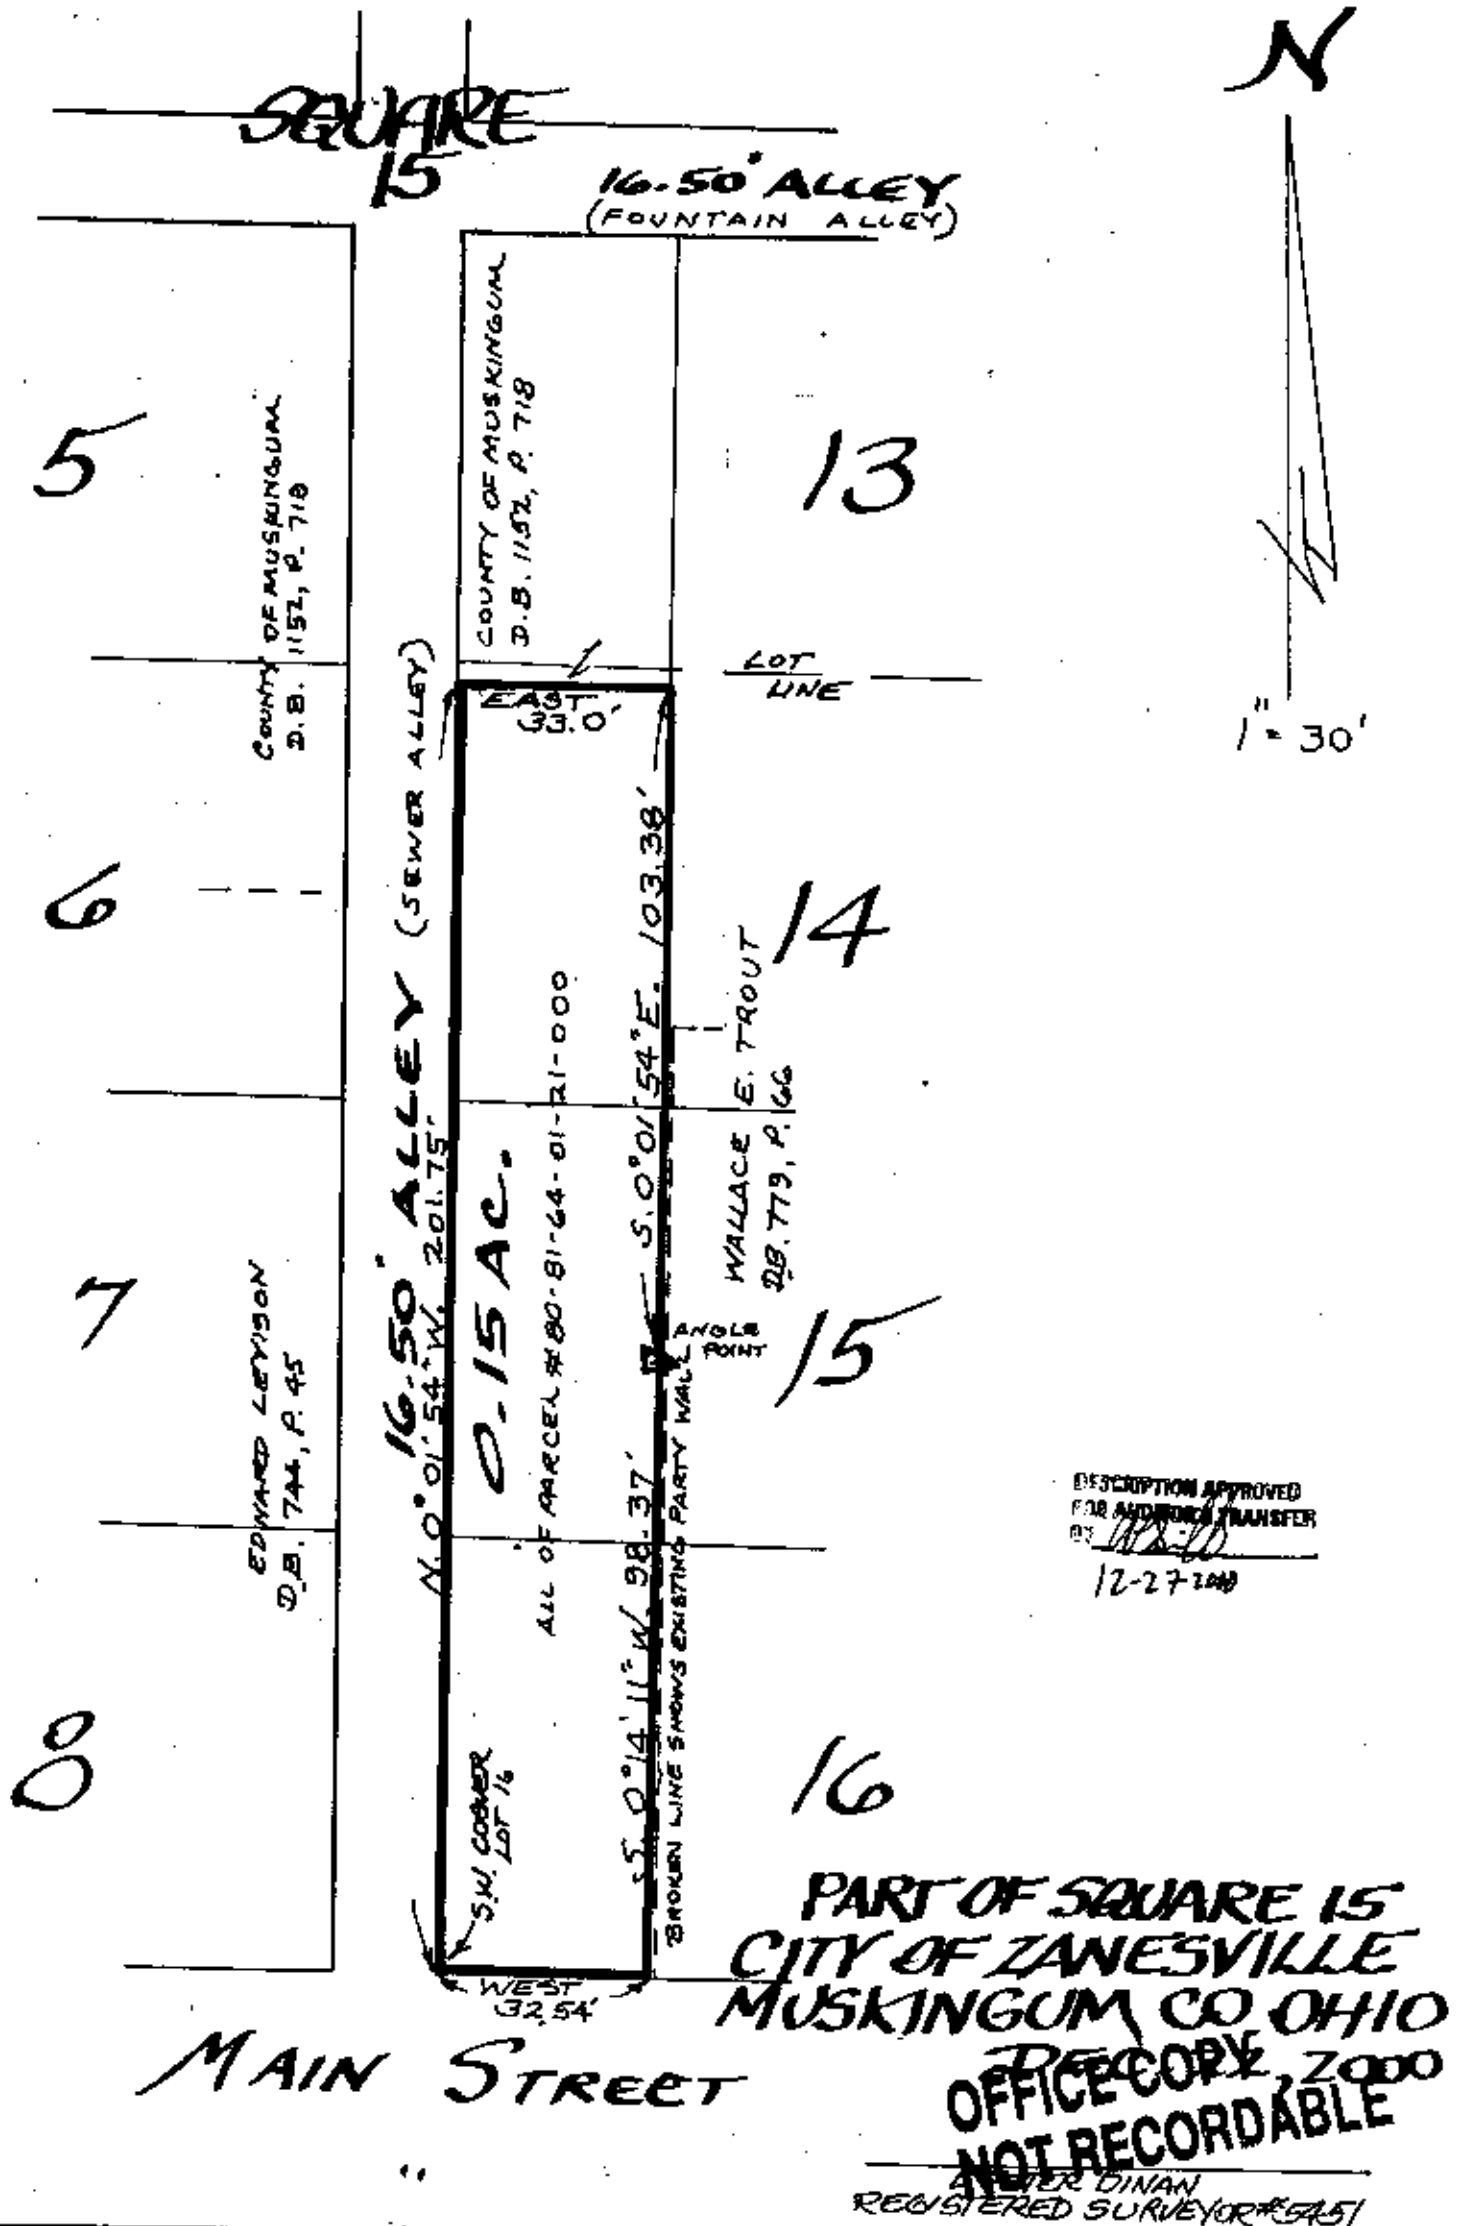 N
SQUARE
15
16.50' ALLEY
(FOUNTAIN ALLEY)
5
COUNTY OF MUSKINGUM
D.B. 1152, P. 718
COUNTY OF MUSKINGUM
D.B. 1152, P. 718
13
LOT
LINE
1" = 30'
EAST
33.0'
6
16.50' ALLEY (SEWER ALLEY)
N. 0° 01' 54" W. 201.75'
0.15 AC.
ALL OF PARCEL #80-81-64-01-21-000
S. 0° 01' 54" E. 103.38'
14
WALLACE E. TROUT
D.B. 779, P. 66
7
EDWARD LEVISON
D.B. 744, P. 45
ANGLE
POINT
15
S. 0° 14' 11" W. 98.37'
BROKEN LINE SHOWS EXISTING PARTY WALL
DESCRIPTION APPROVED
FOR AUDITOR'S TRANSFER
BY
12-27-2000
8
S.W. CORNER
LOT 16
16
WEST
32.54'
MAIN STREET
PART OF SQUARE 15
CITY OF ZANESVILLE
MUSKINGUM CO OHIO
DEC. 2000
OFFICE COPY
NOT RECORDABLE
DINAN
REGISTERED SURVEYOR #5451